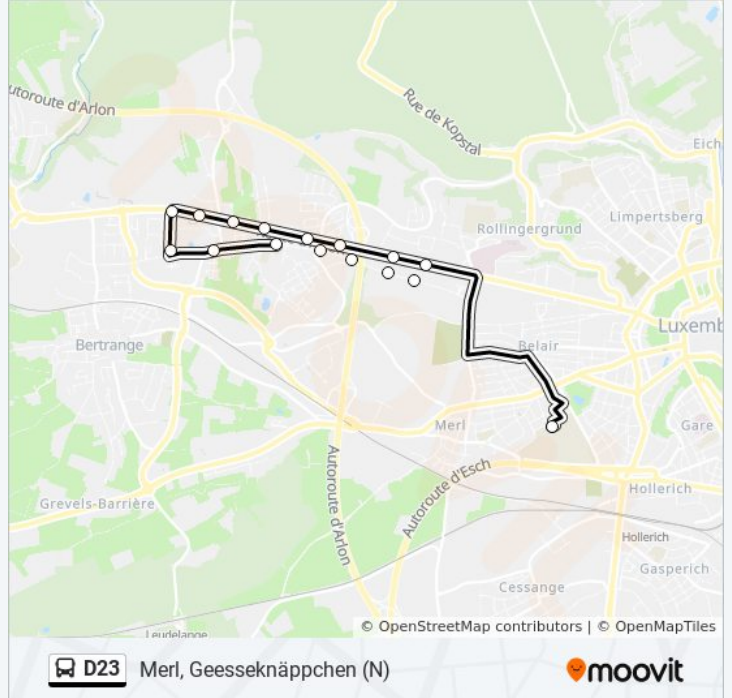 utoroute d'Arlon
Rue de Kopstal
Eich
Limpertsberg
Rollingergrund
Luxemb
Belair
Bertrange
Merl
Gare
Autoroute d'Esch
Autoroute d'Arlon
Hollerich
Grevels-Barrière
Hollerich
Gasperich
Cessange
Leudelange
© OpenStreetMap contributors | © OpenMapTiles
D23 Merl, Geesseknäppchen (N)
moovit